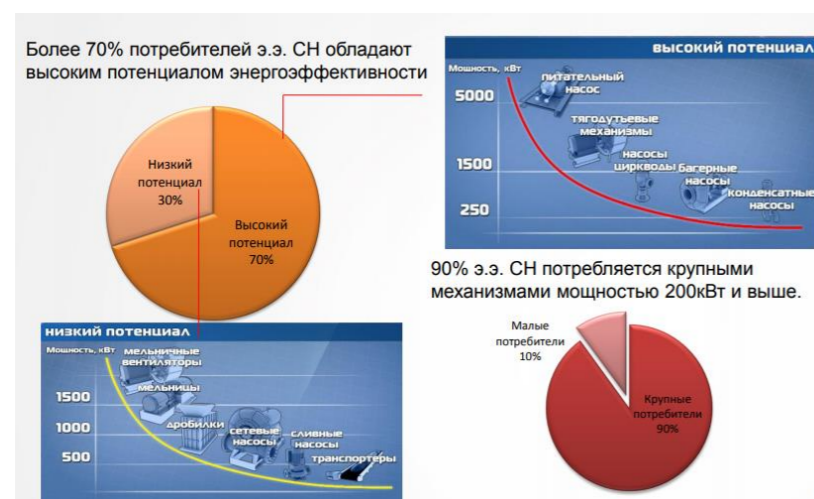 Более 70% потребителей э.э. СН обладают
высоким потенциалом энергоэффективности
Низкий
потенциал
30%
Высокий
потенциал
70%
ВЫСОКИЙ ПОТЕНЦИАЛ
Мощность, кВт
5000
1500
250
питательный
насос
тягодутьевые
механизмы
насосы
циркводы
багерные
насосы
конденсатные
насосы
90% э.э. СН потребляется крупными
механизмами мощностью 200кВт и выше.
Малые
потребители
10%
Крупные
потребители
90%
НИЗКИЙ ПОТЕНЦИАЛ
Мощность, кВт
1500
1000
500
мельничные
вентиляторы
мельницы
дробилки
сетевые
насосы
сливные
насосы
транспортеры